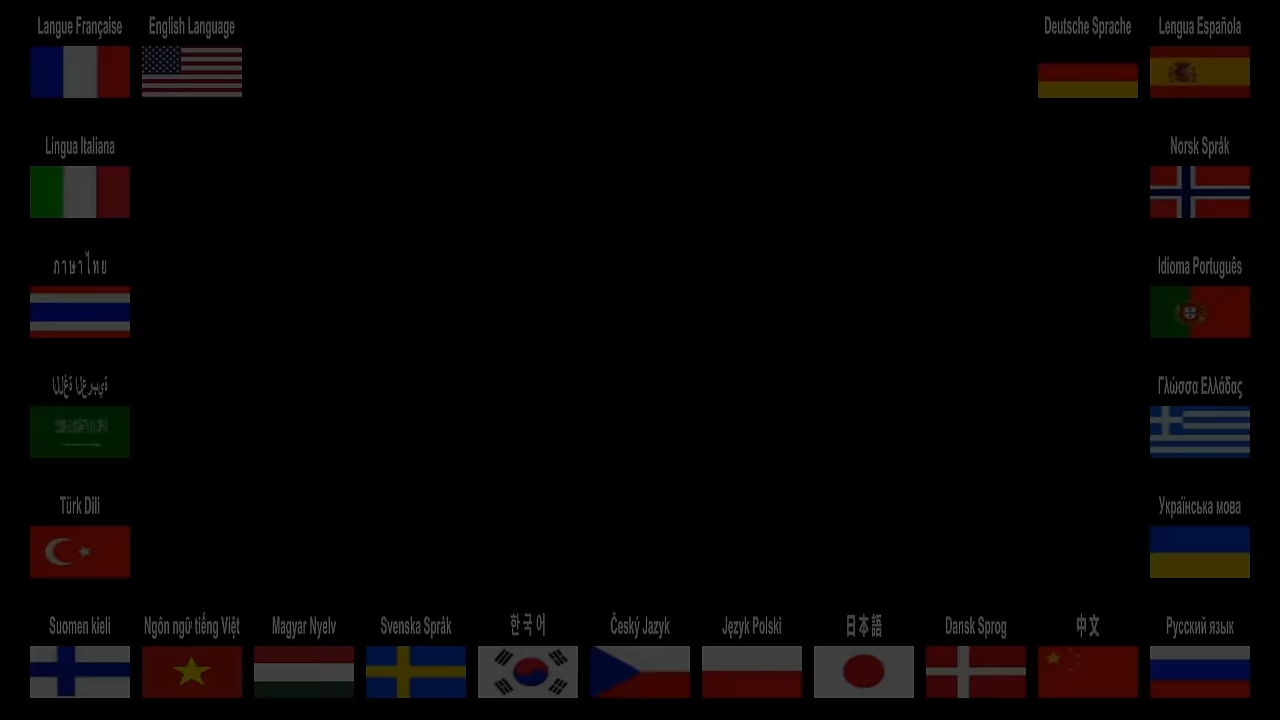 Langue Française
English Language
Deutsche Sprache
Lengua Española
Lingua Italiana
Norsk Språk
ภ า ษ า ไ ท ย
Idioma Português
اللغة العربية
Γλώσσα Ελλάδας
Türk Dili
Українська мова
Suomen kieli
Ngôn ngữ tiếng Việt
Magyar Nyelv
Svenska Språk
한 국 어
Český Jazyk
Język Polski
日本語
Dansk Sprog
中文
Русский язык